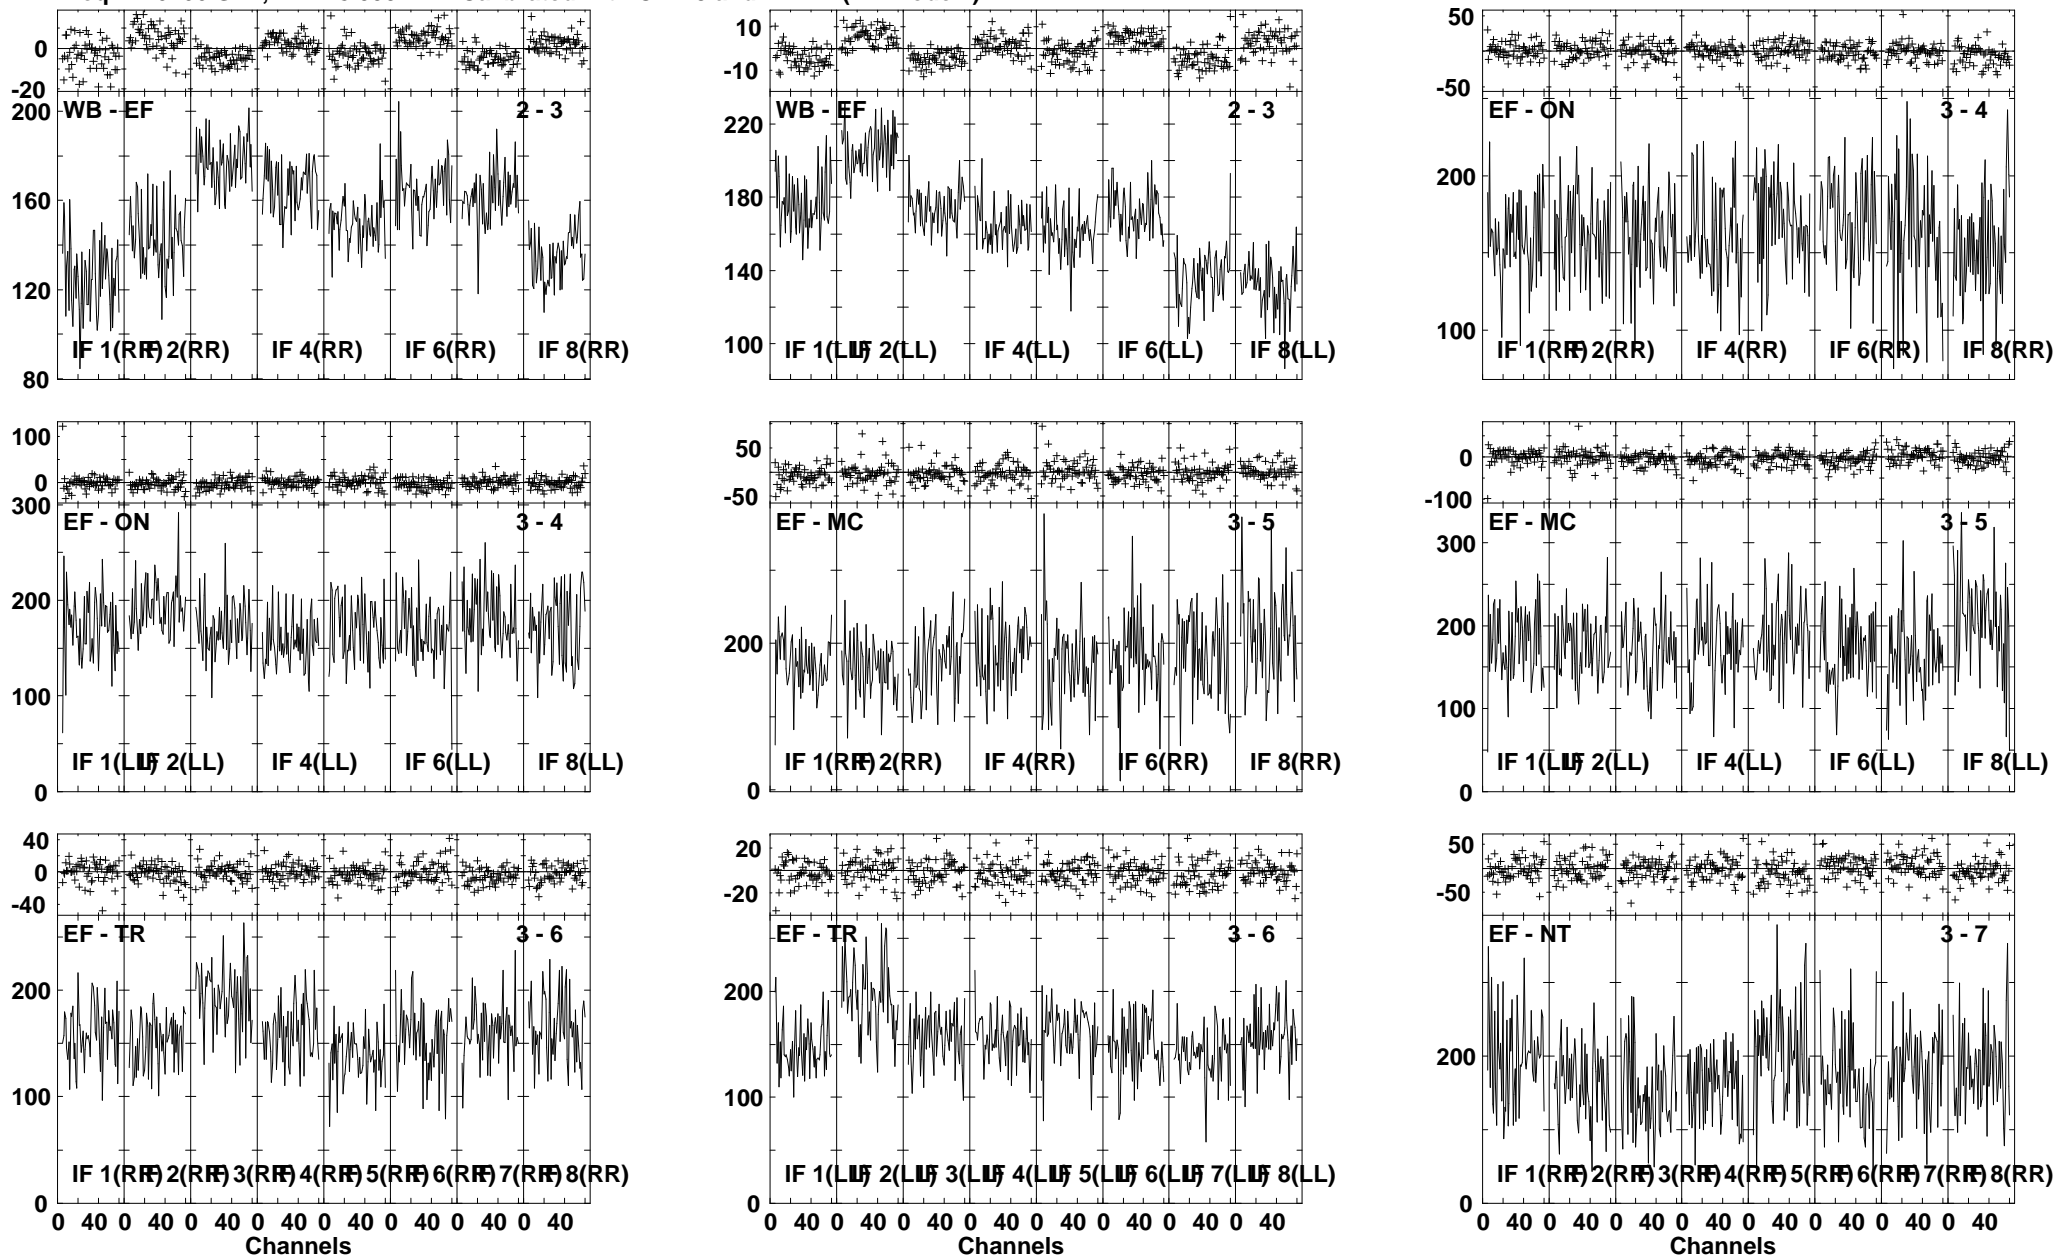 50
10 0
0
-10 -50 -20
200 WB - EF 2 - 3 WB - EF 2 - 3 EF - ON 3 - 4
220
200
160 180
140
120
100
100
IF 1(RR) IF 2(RR) IF 4(RR) IF 6(RR) IF 8(RR) IF 1(LL) IF 2(LL) IF 4(LL) IF 6(LL) IF 8(LL) IF 1(RR) IF 2(RR) IF 4(RR) IF 6(RR) IF 8(RR)
80
100
50
0 0
-50 -100
300
EF - ON 3 - 4 EF - MC 3 - 5 EF - MC 3 - 5
300
200 200 200
100 100
IF 1(LL) IF 2(LL) IF 4(LL) IF 6(LL) IF 8(LL) IF 1(RR) IF 2(RR) IF 4(RR) IF 6(RR) IF 8(RR) IF 1(LL) IF 2(LL) IF 4(LL) IF 6(LL) IF 8(LL)
0 0 0
40 20 50
0
-40 -20 -50
EF - TR 3 - 6 EF - TR 3 - 6 EF - NT 3 - 7
200 200 200
100 100
IF 1(RR) IF 2(RR) IF 3(RR) IF 4(RR) IF 5(RR) IF 6(RR) IF 7(RR) IF 8(RR) IF 1(LL) IF 2(LL) IF 3(LL) IF 4(LL) IF 5(LL) IF 6(LL) IF 7(LL) IF 8(LL) IF 1(RR) IF 2(RR) IF 3(RR) IF 4(RR) IF 5(RR) IF 6(RR) IF 7(RR) IF 8(RR)
0 0 0
0 40 0 40 0 40 0 40 0 40 0 40 0 40 0 40 0 40 0 40 0 40 0 40 0 40 0 40 0 40 0 40 0 40 0 40 0 40 0 40 0 40 0 40 0 40 0 40
Channels Channels Channels